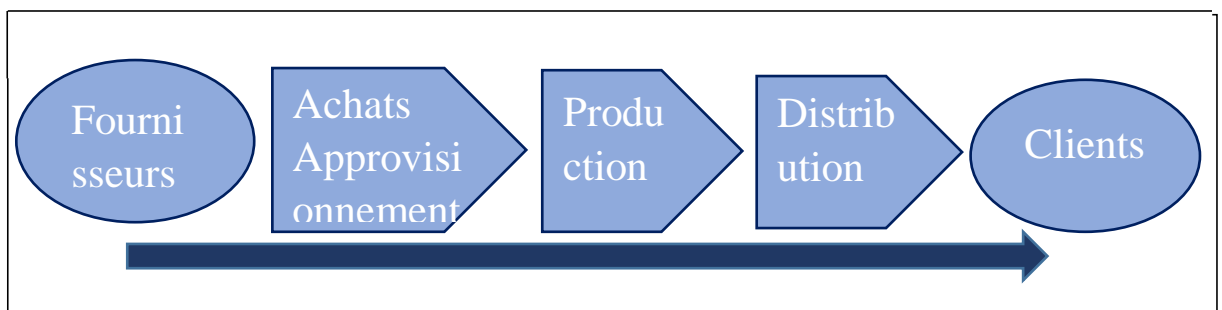 Fourni
sseurs
Achats
Approvisi
onnement
Produ
ction
Distrib
ution
Clients